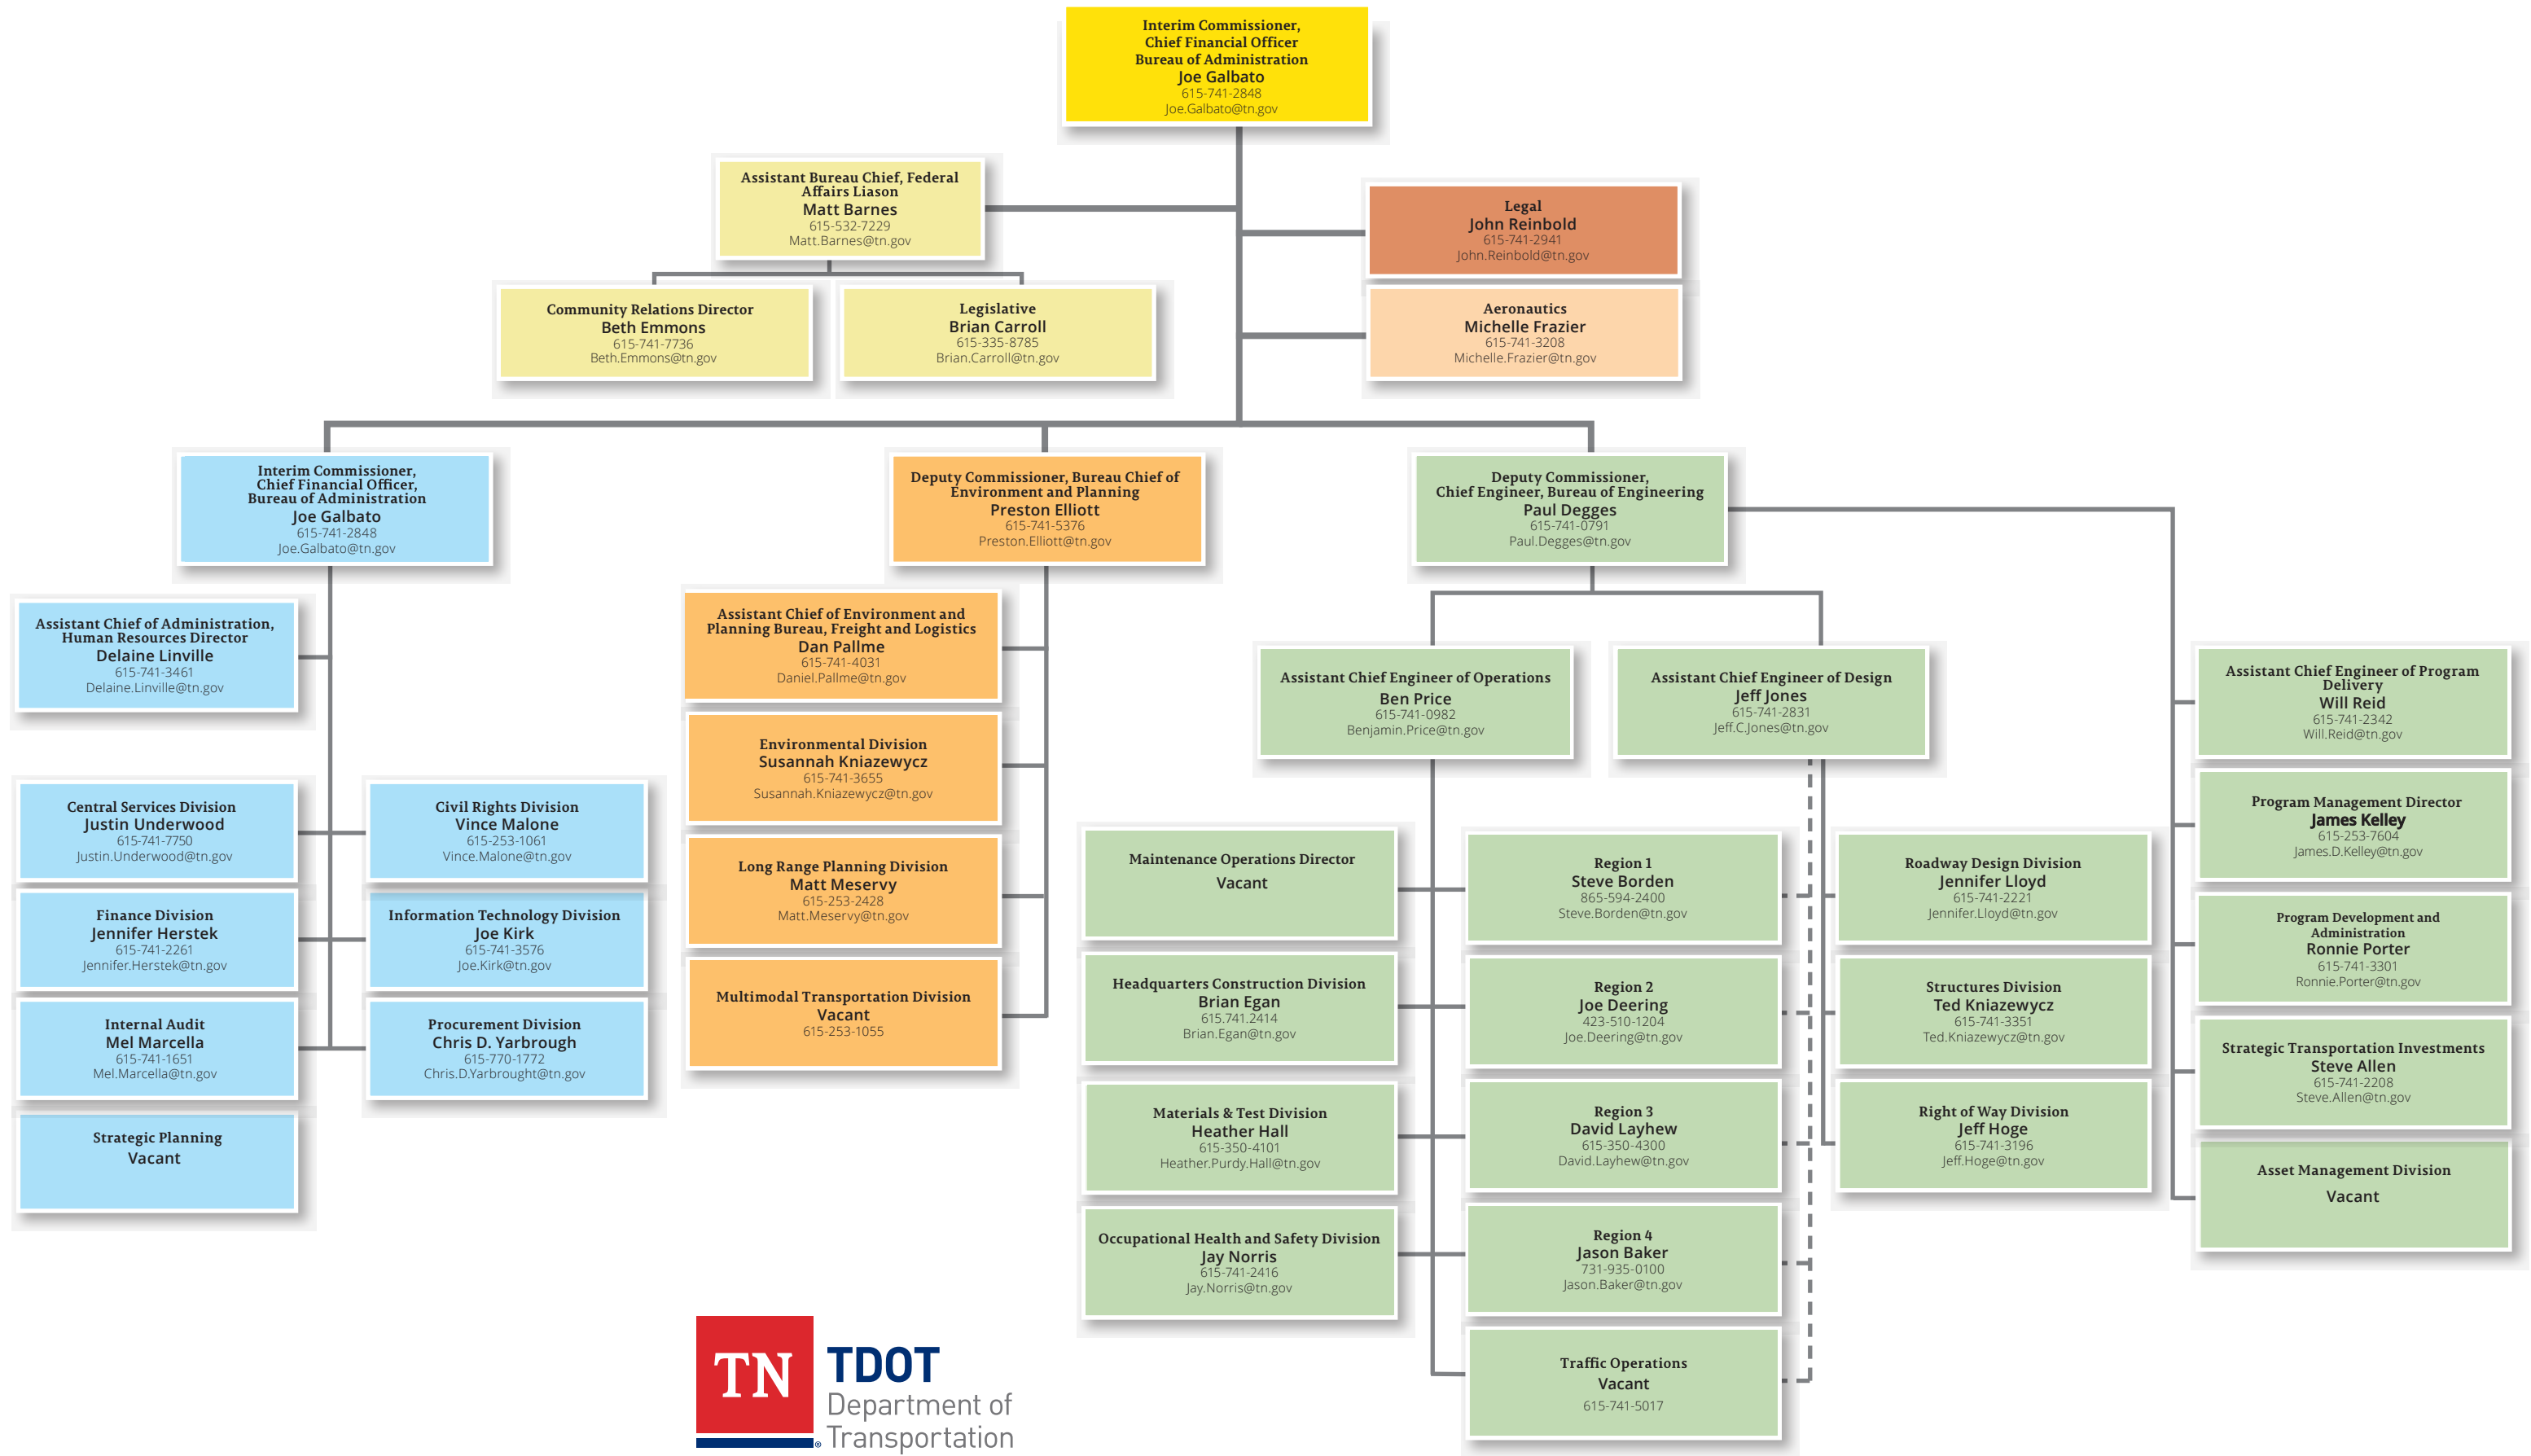 Interim Commissioner,
Chief Financial Officer
Bureau of Administration
Joe Galbato
615-741-2848
Joe.Galbato@tn.gov
Assistant Bureau Chief, Federal
Affairs Liason
Matt Barnes
615-532-7229
Matt.Barnes@tn.gov
Legal
John Reinbold
615-741-2941
John.Reinbold@tn.gov
Community Relations Director
Beth Emmons
615-741-7736
Beth.Emmons@tn.gov
Legislative
Brian Carroll
615-335-8785
Brian.Carroll@tn.gov
Aeronautics
Michelle Frazier
615-741-3208
Michelle.Frazier@tn.gov
Interim Commissioner,
Chief Financial Officer,
Bureau of Administration
Joe Galbato
615-741-2848
Joe.Galbato@tn.gov
Deputy Commissioner, Bureau Chief of
Environment and Planning
Preston Elliott
615-741-5376
Preston.Elliott@tn.gov
Deputy Commissioner,
Chief Engineer, Bureau of Engineering
Paul Degges
615-741-0791
Paul.Degges@tn.gov
Assistant Chief of Administration,
Human Resources Director
Delaine Linville
615-741-3461
Delaine.Linville@tn.gov
Central Services Division
Justin Underwood
615-741-7750
Justin.Underwood@tn.gov
Civil Rights Division
Vince Malone
615-253-1061
Vince.Malone@tn.gov
Finance Division
Jennifer Herstek
615-741-2261
Jennifer.Herstek@tn.gov
Information Technology Division
Joe Kirk
615-741-3576
Joe.Kirk@tn.gov
Internal Audit
Mel Marcella
615-741-1651
Mel.Marcella@tn.gov
Procurement Division
Chris D. Yarbrough
615-770-1772
Chris.D.Yarbrought@tn.gov
Strategic Planning
Vacant
Assistant Chief of Environment and
Planning Bureau, Freight and Logistics
Dan Pallme
615-741-4031
Daniel.Pallme@tn.gov
Environmental Division
Susannah Kniazewycz
615-741-3655
Susannah.Kniazewycz@tn.gov
Long Range Planning Division
Matt Meservy
615-253-2428
Matt.Meservy@tn.gov
Multimodal Transportation Division
Vacant
615-253-1055
Assistant Chief Engineer of Operations
Ben Price
615-741-0982
Benjamin.Price@tn.gov
Assistant Chief Engineer of Design
Jeff Jones
615-741-2831
Jeff.C.Jones@tn.gov
Maintenance Operations Director
Vacant
Headquarters Construction Division
Brian Egan
615.741.2414
Brian.Egan@tn.gov
Materials & Test Division
Heather Hall
615-350-4101
Heather.Purdy.Hall@tn.gov
Occupational Health and Safety Division
Jay Norris
615-741-2416
Jay.Norris@tn.gov
Region 1
Steve Borden
865-594-2400
Steve.Borden@tn.gov
Region 2
Joe Deering
423-510-1204
Joe.Deering@tn.gov
Region 3
David Layhew
615-350-4300
David.Layhew@tn.gov
Region 4
Jason Baker
731-935-0100
Jason.Baker@tn.gov
Traffic Operations
Vacant
615-741-5017
Roadway Design Division
Jennifer Lloyd
615-741-2221
Jennifer.Lloyd@tn.gov
Structures Division
Ted Kniazewycz
615-741-3351
Ted.Kniazewycz@tn.gov
Right of Way Division
Jeff Hoge
615-741-3196
Jeff.Hoge@tn.gov
Assistant Chief Engineer of Program
Delivery
Will Reid
615-741-2342
Will.Reid@tn.gov
Program Management Director
James Kelley
615-253-7604
James.D.Kelley@tn.gov
Program Development and
Administration
Ronnie Porter
615-741-3301
Ronnie.Porter@tn.gov
Strategic Transportation Investments
Steve Allen
615-741-2208
Steve.Allen@tn.gov
Asset Management Division
Vacant
TN
®
TDOT
Department of
Transportation